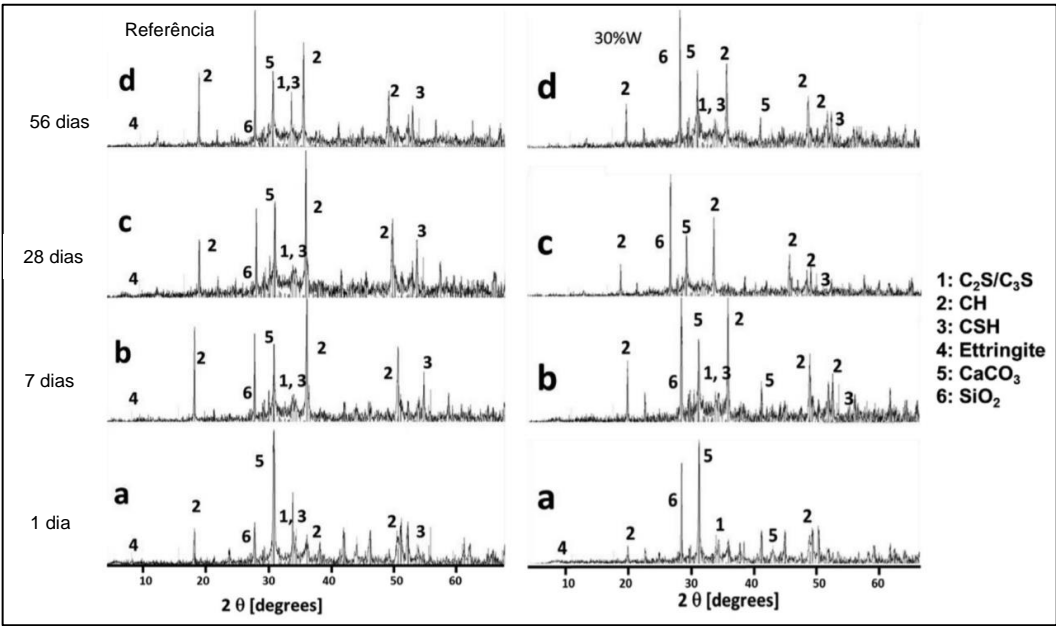 Referência
30%W
56 dias
d
4 2 6 5 1,3 2 2 3
d
2 6 5 1, 3 2 5 2 2 3
28 dias
c
4 2 6 5 1, 3 2 2 3
c
2 6 5 2 2 2 3
7 dias
b
4 2 6 5 1, 3 2 2 3
b
2 6 5 1, 3 2 5 2 2 3
1 dia
a
4 2 6 5 1, 3 2 2 3
a
4 2 6 5 1 5 2
10 20 30 40 50 60
2 θ [degrees]
10 20 30 40 50 60
2 θ [degrees]
1: C₂S/C₃S
2: CH
3: CSH
4: Ettringite
5: CaCO₃
6: SiO₂